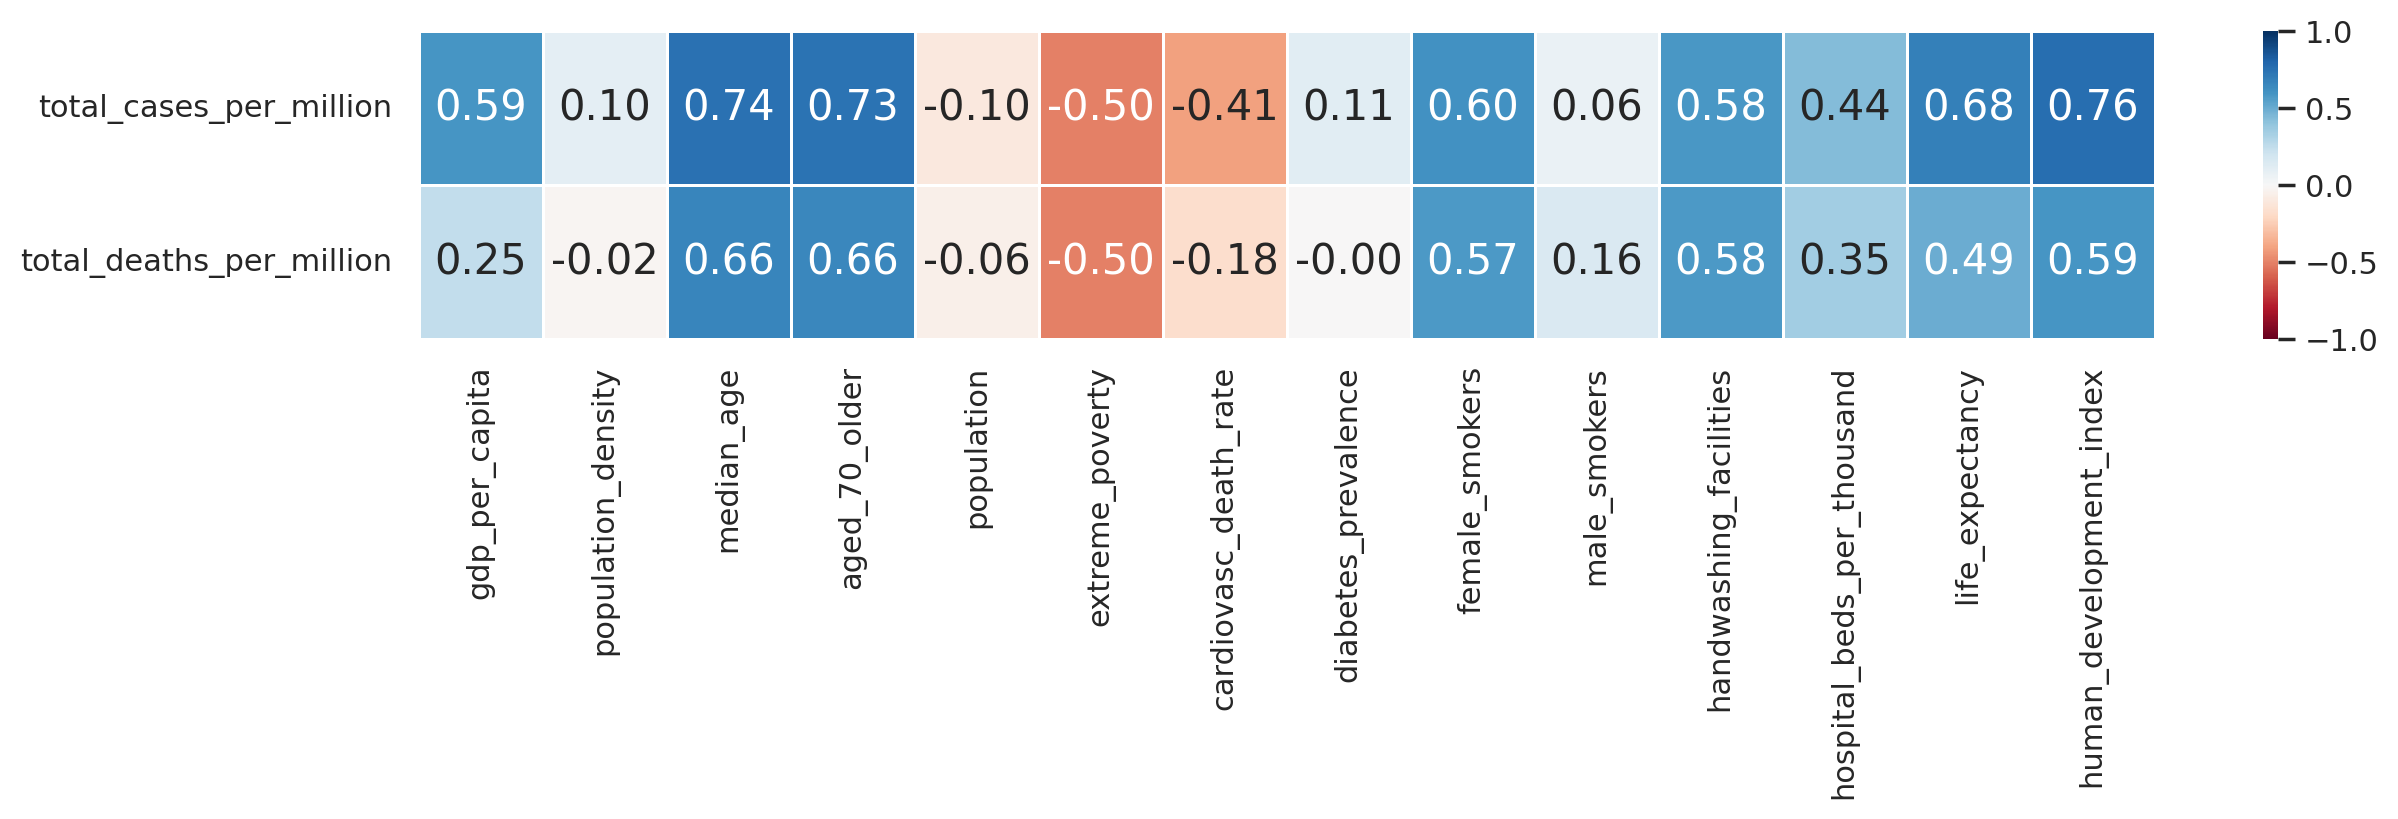 total_cases_per_million 0.59 0.10 0.74 0.73 -0.10 -0.50 -0.41 0.11 0.60 0.06 0.58 0.44 0.68 0.76
total_deaths_per_million 0.25 -0.02 0.66 0.66 -0.06 -0.50 -0.18 -0.00 0.57 0.16 0.58 0.35 0.49 0.59
gdp_per_capita
population_density
median_age
aged_70_older
population
extreme_poverty
cardiovasc_death_rate
diabetes_prevalence
female_smokers
male_smokers
handwashing_facilities
hospital_beds_per_thousand
life_expectancy
human_development_index
1.0
0.5
0.0
−0.5
−1.0